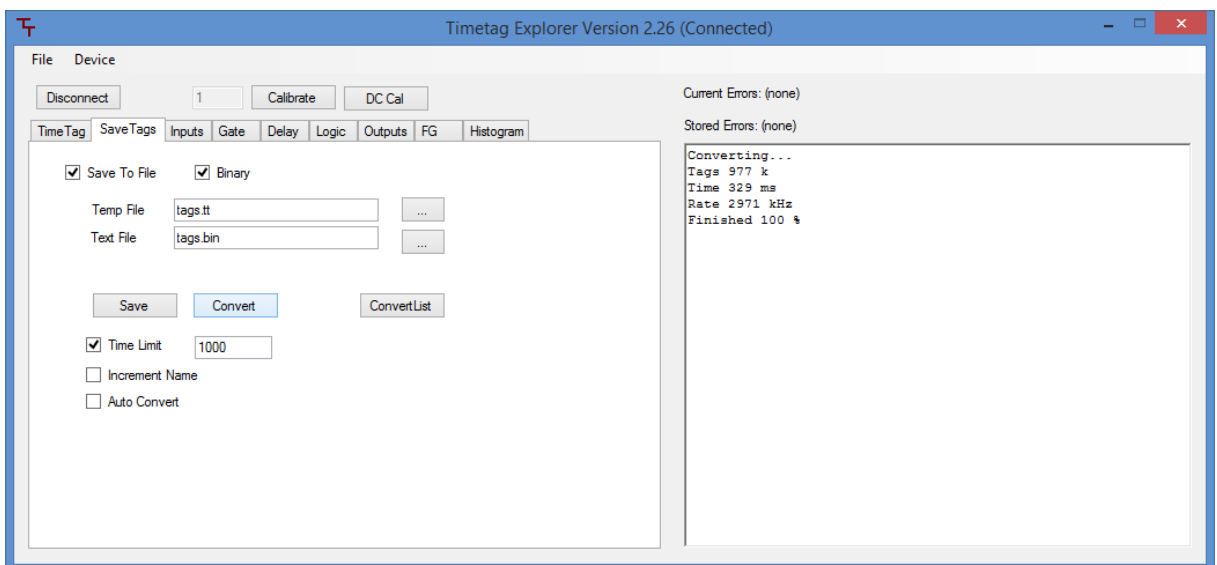 Timetag Explorer Version 2.26 (Connected)
File Device
Disconnect 1 Calibrate DC Cal
TimeTag SaveTags Inputs Gate Delay Logic Outputs FG Histogram
Save To File Binary
Temp File tags.tt ...
Text File tags.bin ...
Save Convert ConvertList
Time Limit 1000
Increment Name
Auto Convert
Current Errors: (none)
Stored Errors: (none)
Converting...
Tags 977 k
Time 329 ms
Rate 2971 kHz
Finished 100 %